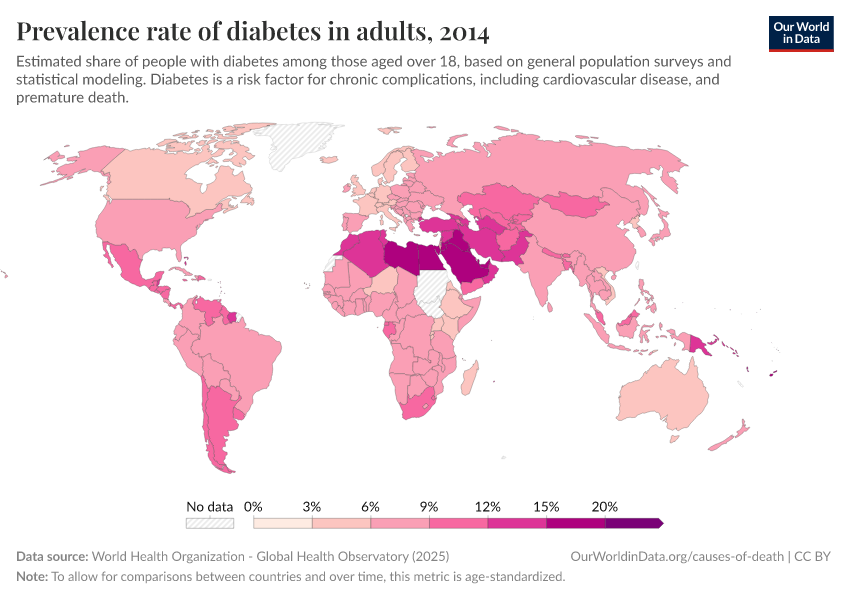 Prevalence rate of diabetes in adults, 2014
Our World
in Data
Estimated share of people with diabetes among those aged over 18, based on general population surveys and
statistical modeling. Diabetes is a risk factor for chronic complications, including cardiovascular disease, and
premature death.
No data
0%
3%
6%
9%
12%
15%
20%
Data source: World Health Organization - Global Health Observatory (2025)
OurWorldinData.org/causes-of-death | CC BY
Note: To allow for comparisons between countries and over time, this metric is age-standardized.